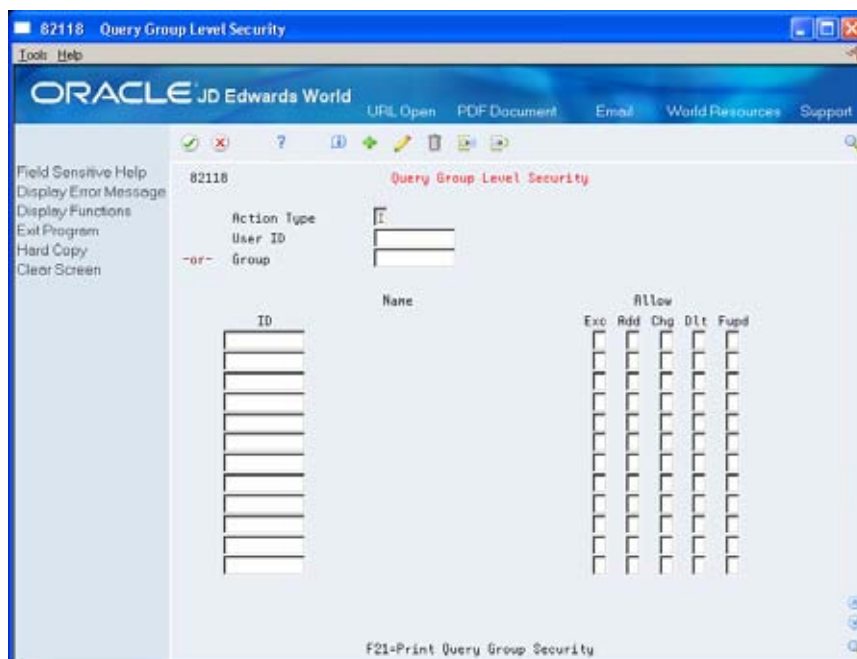 82118 Query Group Level Security
Tools Help
ORACLE JD Edwards World
URL Open PDF Document Email World Resources Support
Field Sensitive Help
Display Error Message
Display Functions
Exit Program
Hard Copy
Clear Screen
82118 Query Group Level Security
Action Type I
User ID
-or- Group
Name Allow
ID Exc Add Chg Dlt Fupd
F21=Print Query Group Security